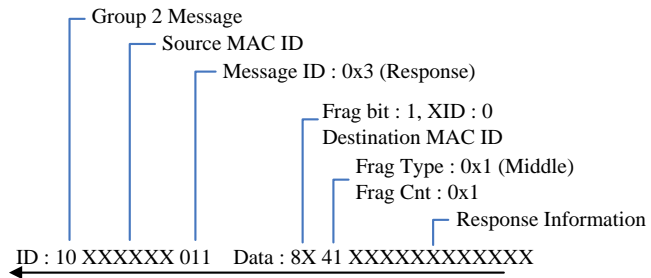 Group 2 Message
Source MAC ID
Message ID : 0x3 (Response)
Frag bit : 1, XID : 0
Destination MAC ID
Frag Type : 0x1 (Middle)
Frag Cnt : 0x1
Response Information
ID : 10 XXXXXX 011 Data : 8X 41 XXXXXXXXXXXX